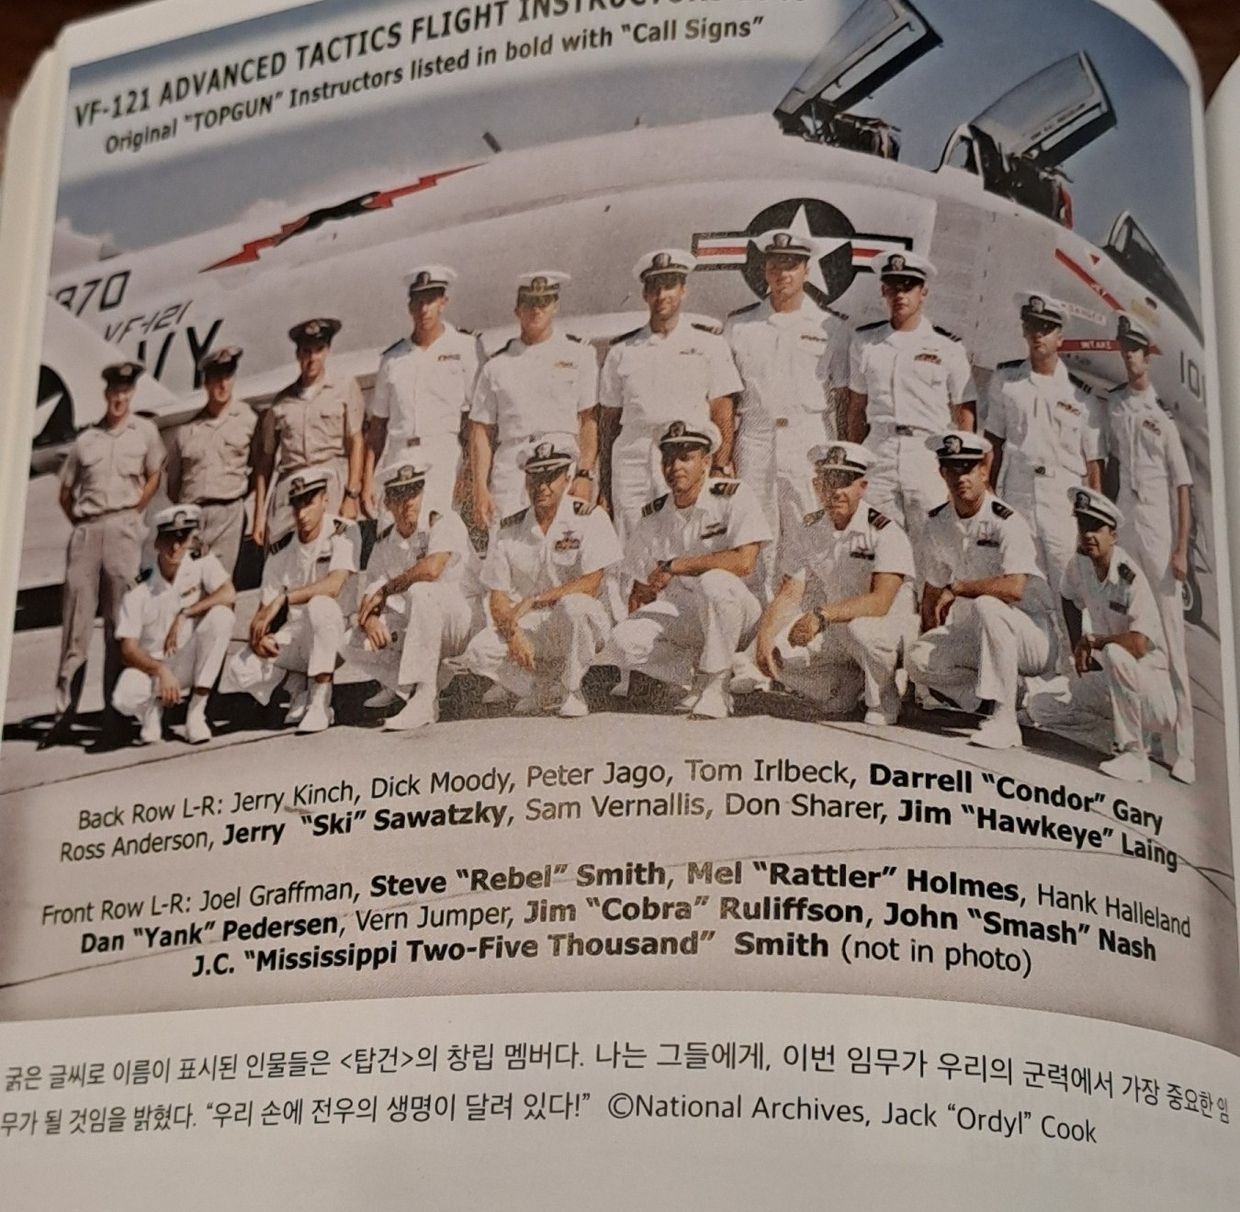 VF-121 ADVANCED TACTICS FLIGHT
Original "TOPGUN" Instructors listed in bold with "Call Signs"
VF-121
101
Back Row L-R: Jerry Kinch, Dick Moody, Peter Jago, Tom Irlbeck, Darrell "Condor" Gary
Ross Anderson, Jerry "Ski" Sawatzky, Sam Vernallis, Don Sharer, Jim "Hawkeye" Laing
Front Row L-R: Joel Graffman, Steve "Rebel" Smith, Mel "Rattler" Holmes, Hank Halleland
Dan "Yank" Pedersen, Vern Jumper, Jim "Cobra" Ruliffson, John "Smash" Nash
J.C. "Mississippi Two-Five Thousand" Smith (not in photo)
굵은 글씨로 이름이 표시된 인물들은 <탑건>의 창립 멤버다. 나는 그들에게, 이번 임무가 우리의 군력에서 가장 중요한 임
무가 될 것임을 밝혔다. "우리 손에 전우의 생명이 달려 있다!" ©National Archives, Jack "Ordyl" Cook